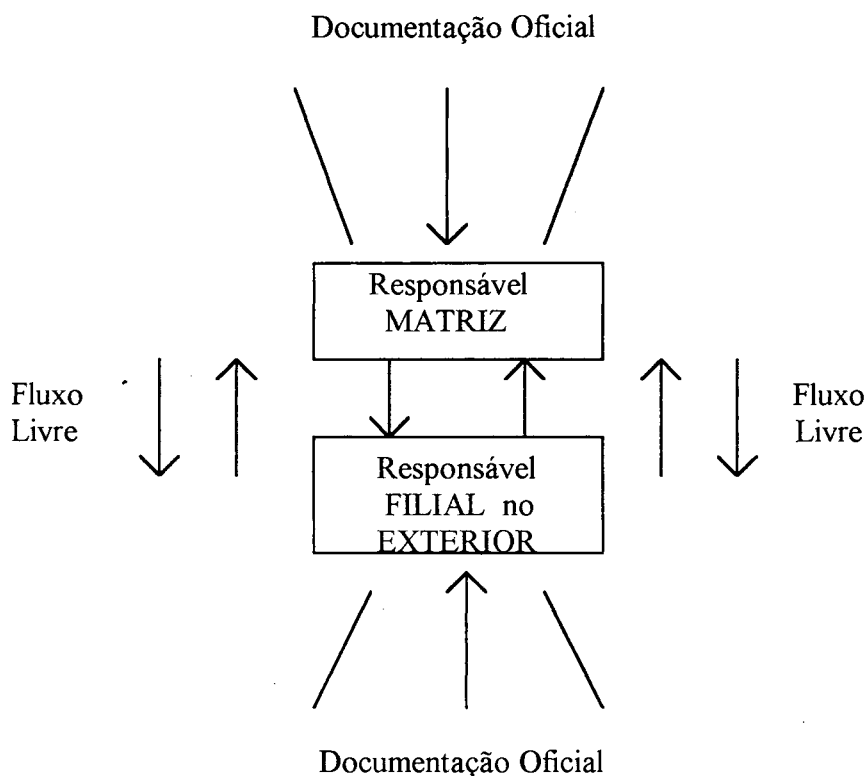 Documentação Oficial
Responsável
MATRIZ
Fluxo
Livre
Fluxo
Livre
Responsável
FILIAL no
EXTERIOR
Documentação Oficial